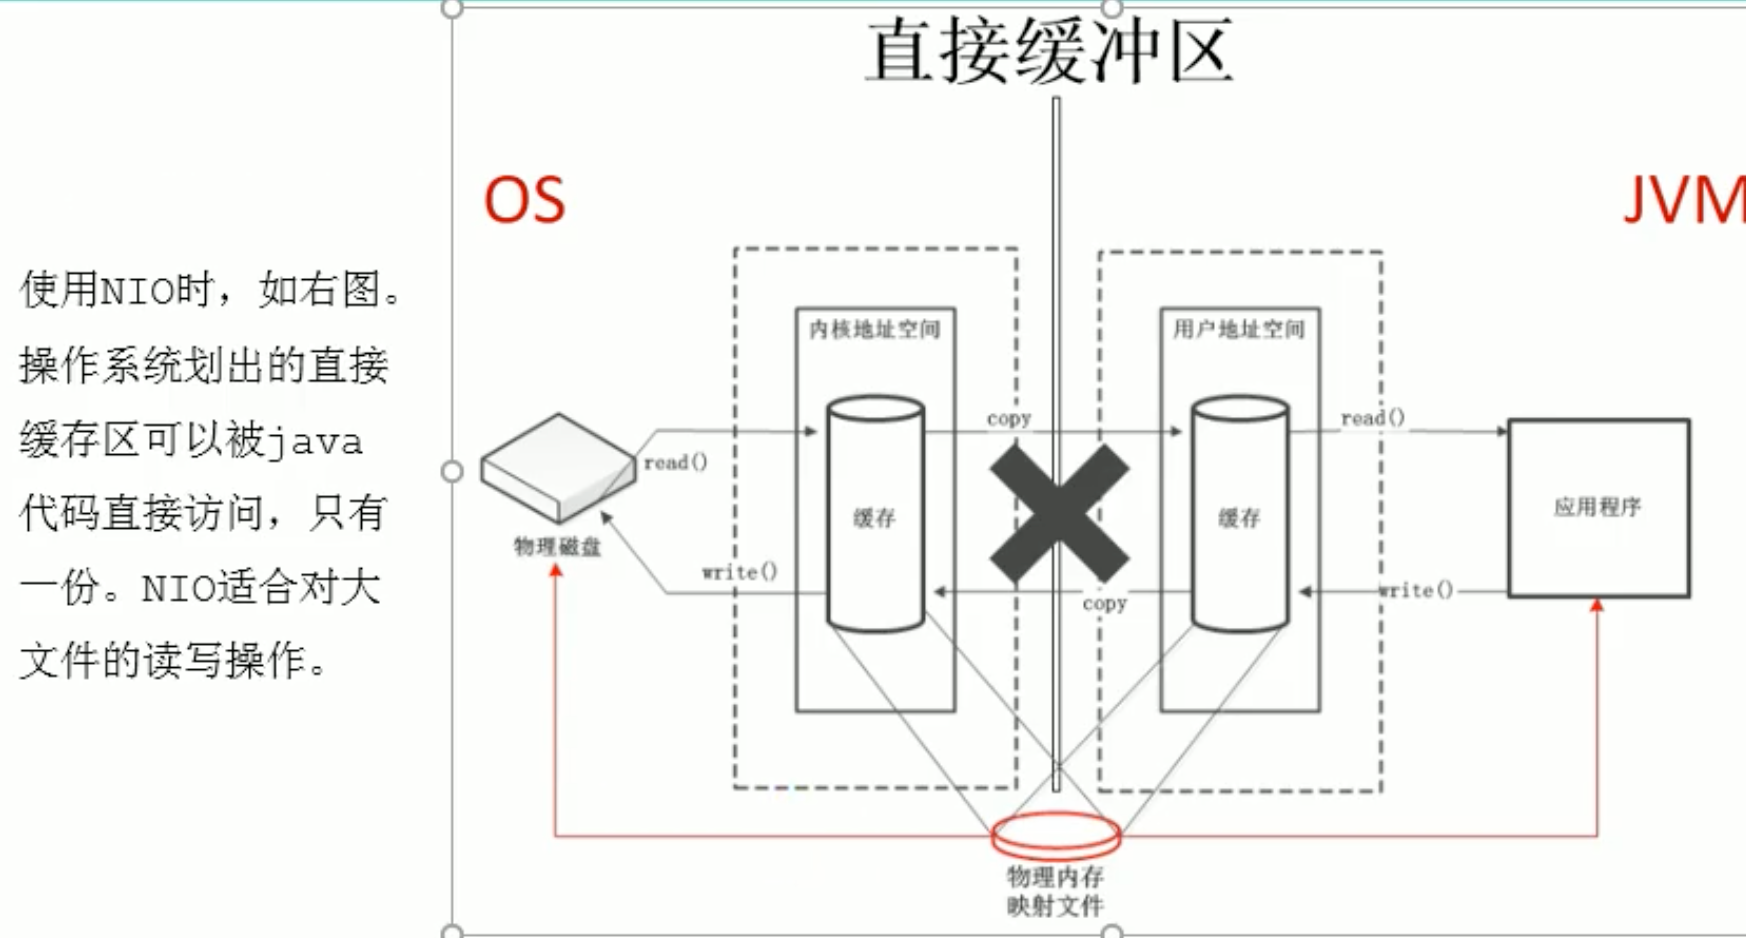 直接缓冲区
OS
JVM
使用NIO时，如右图。
操作系统划出的直接
缓存区可以被java
代码直接访问，只有
一份。NIO适合对大
文件的读写操作。
内核地址空间
用户地址空间
copy
read()
read()
缓存
缓存
应用程序
物理磁盘
write()
write()
copy
物理内存
映射文件